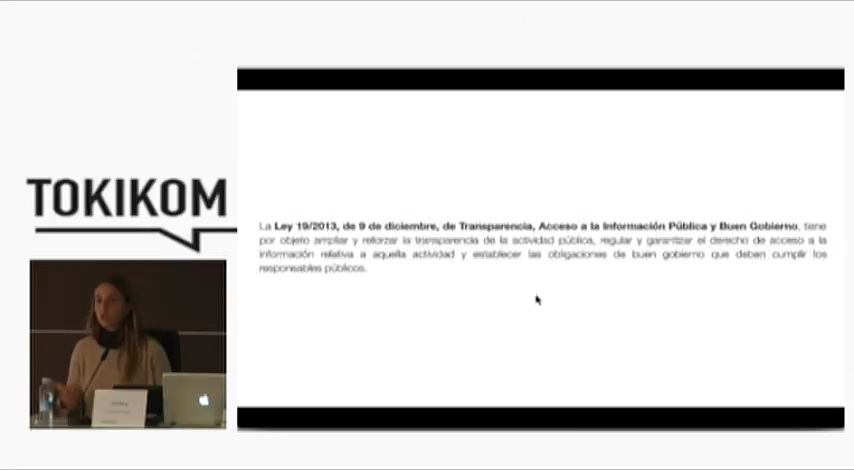 TOKIKOM
La Ley 19/2013, de 9 de diciembre, de Transparencia, Acceso a la Información Pública y Buen Gobierno, tiene
por objeto ampliar y reforzar la transparencia de la actividad pública, regular y garantizar el derecho de acceso a la
información relativa a aquella actividad y establecer las obligaciones de buen gobierno que deben cumplir los
responsables públicos.